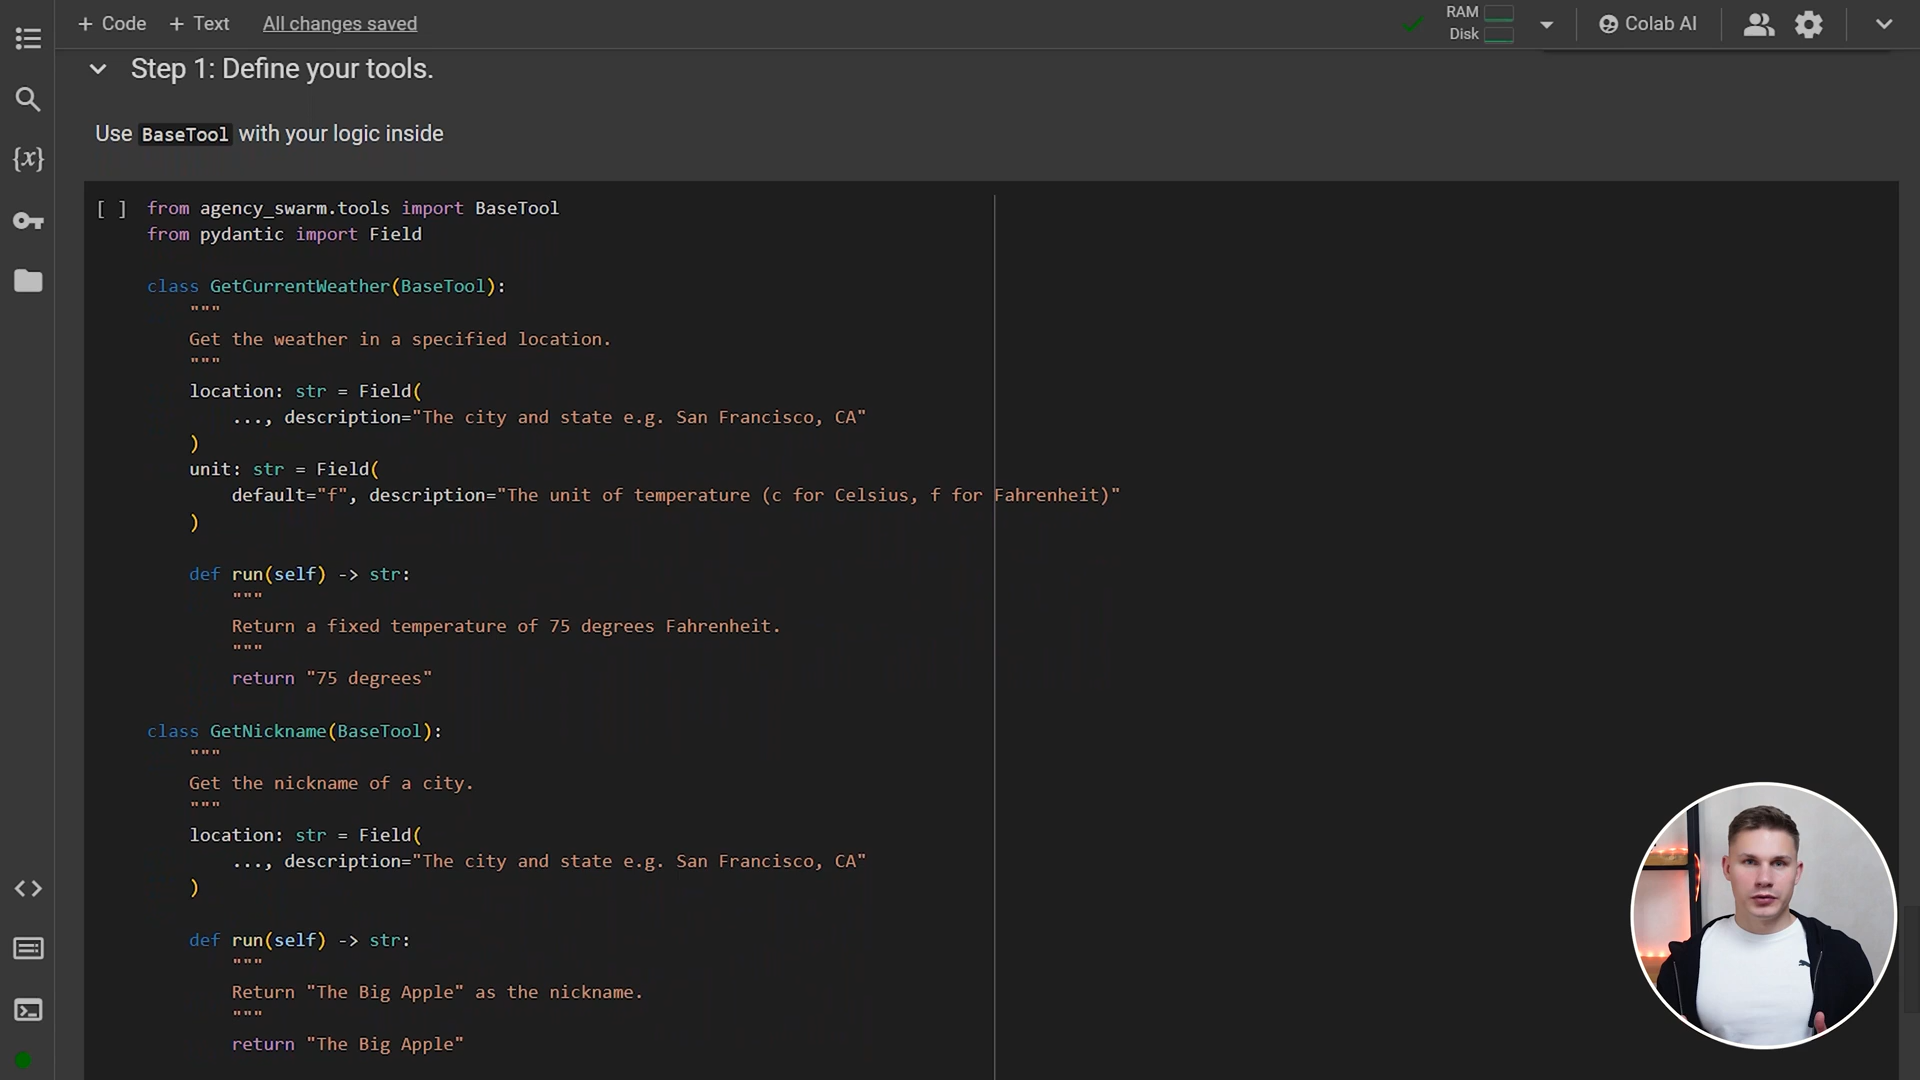 + Code + Text All changes saved
RAM
Disk
Colab AI
Step 1: Define your tools.
{x}
Use BaseTool with your logic inside
[ ] from agency_swarm.tools import BaseTool
from pydantic import Field
class GetCurrentWeather(BaseTool):
"""
Get the weather in a specified location.
"""
location: str = Field(
..., description="The city and state e.g. San Francisco, CA"
)
unit: str = Field(
default="f", description="The unit of temperature (c for Celsius, f for Fahrenheit)"
)
def run(self) -> str:
"""
Return a fixed temperature of 75 degrees Fahrenheit.
"""
return "75 degrees"
class GetNickname(BaseTool):
"""
Get the nickname of a city.
"""
location: str = Field(
..., description="The city and state e.g. San Francisco, CA"
)
def run(self) -> str:
"""
Return "The Big Apple" as the nickname.
"""
return "The Big Apple"